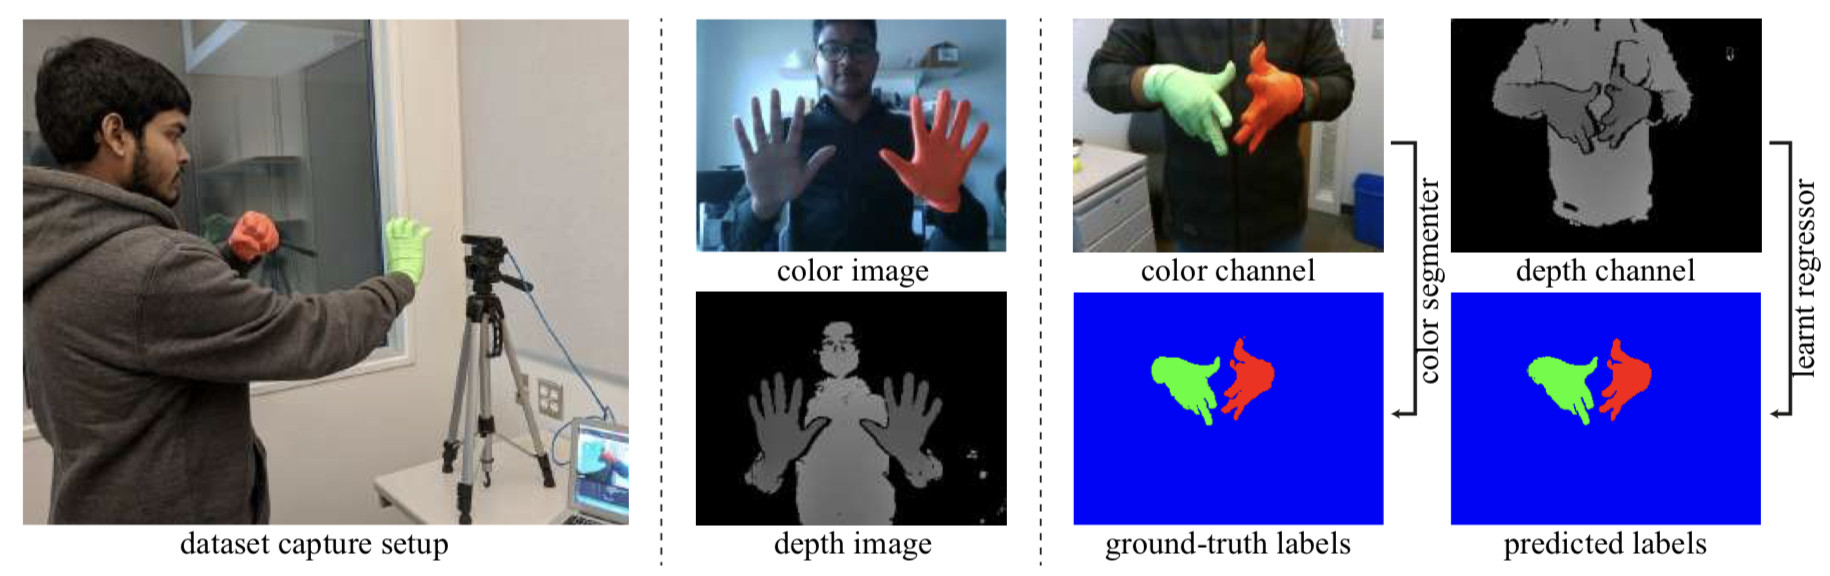 dataset capture setup
color image
depth image
color channel
color segmenter
ground-truth labels
depth channel
learnt regressor
predicted labels